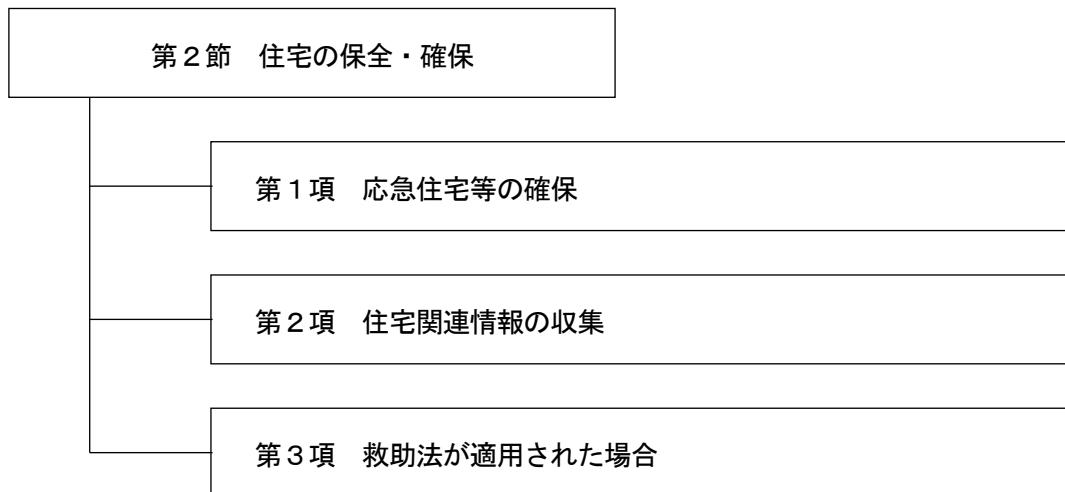 第２節　住宅の保全・確保
第１項　応急住宅等の確保
第２項　住宅関連情報の収集
第３項　救助法が適用された場合